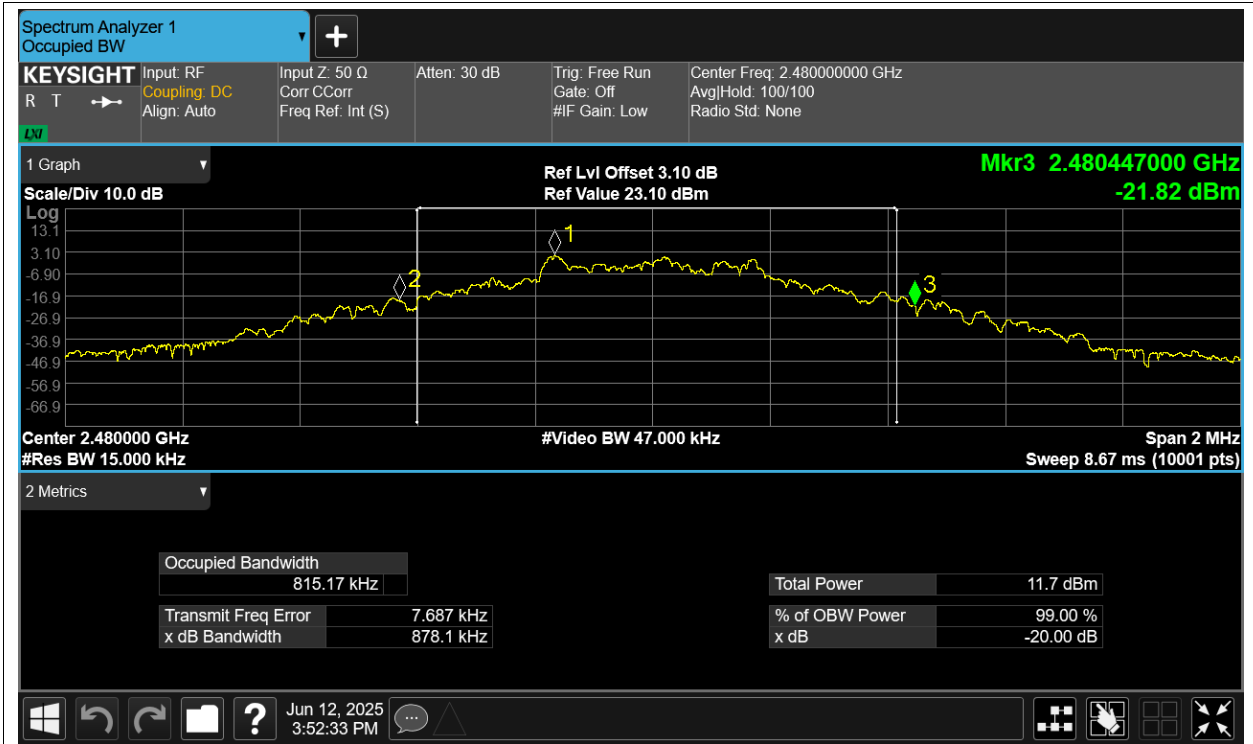 Spectrum Analyzer 1
Occupied BW
KEYSIGHT
R T
LXI
Input: RF
Coupling: DC
Align: Auto
Input Z: 50 Ω
Corr CCorr
Freq Ref: Int (S)
Atten: 30 dB
Trig: Free Run
Gate: Off
#IF Gain: Low
Center Freq: 2.480000000 GHz
Avg|Hold: 100/100
Radio Std: None
1 Graph
Scale/Div 10.0 dB
Ref Lvl Offset 3.10 dB
Ref Value 23.10 dBm
Mkr3 2.480447000 GHz
-21.82 dBm
Log
13.1
3.10
-6.90
-16.9
-26.9
-36.9
-46.9
-56.9
-66.9
1
2
3
Center 2.480000 GHz
#Res BW 15.000 kHz
#Video BW 47.000 kHz
Span 2 MHz
Sweep 8.67 ms (10001 pts)
2 Metrics
Occupied Bandwidth
815.17 kHz
Transmit Freq Error 7.687 kHz
x dB Bandwidth 878.1 kHz
Total Power 11.7 dBm
% of OBW Power 99.00 %
x dB -20.00 dB
?
Jun 12, 2025
3:52:33 PM